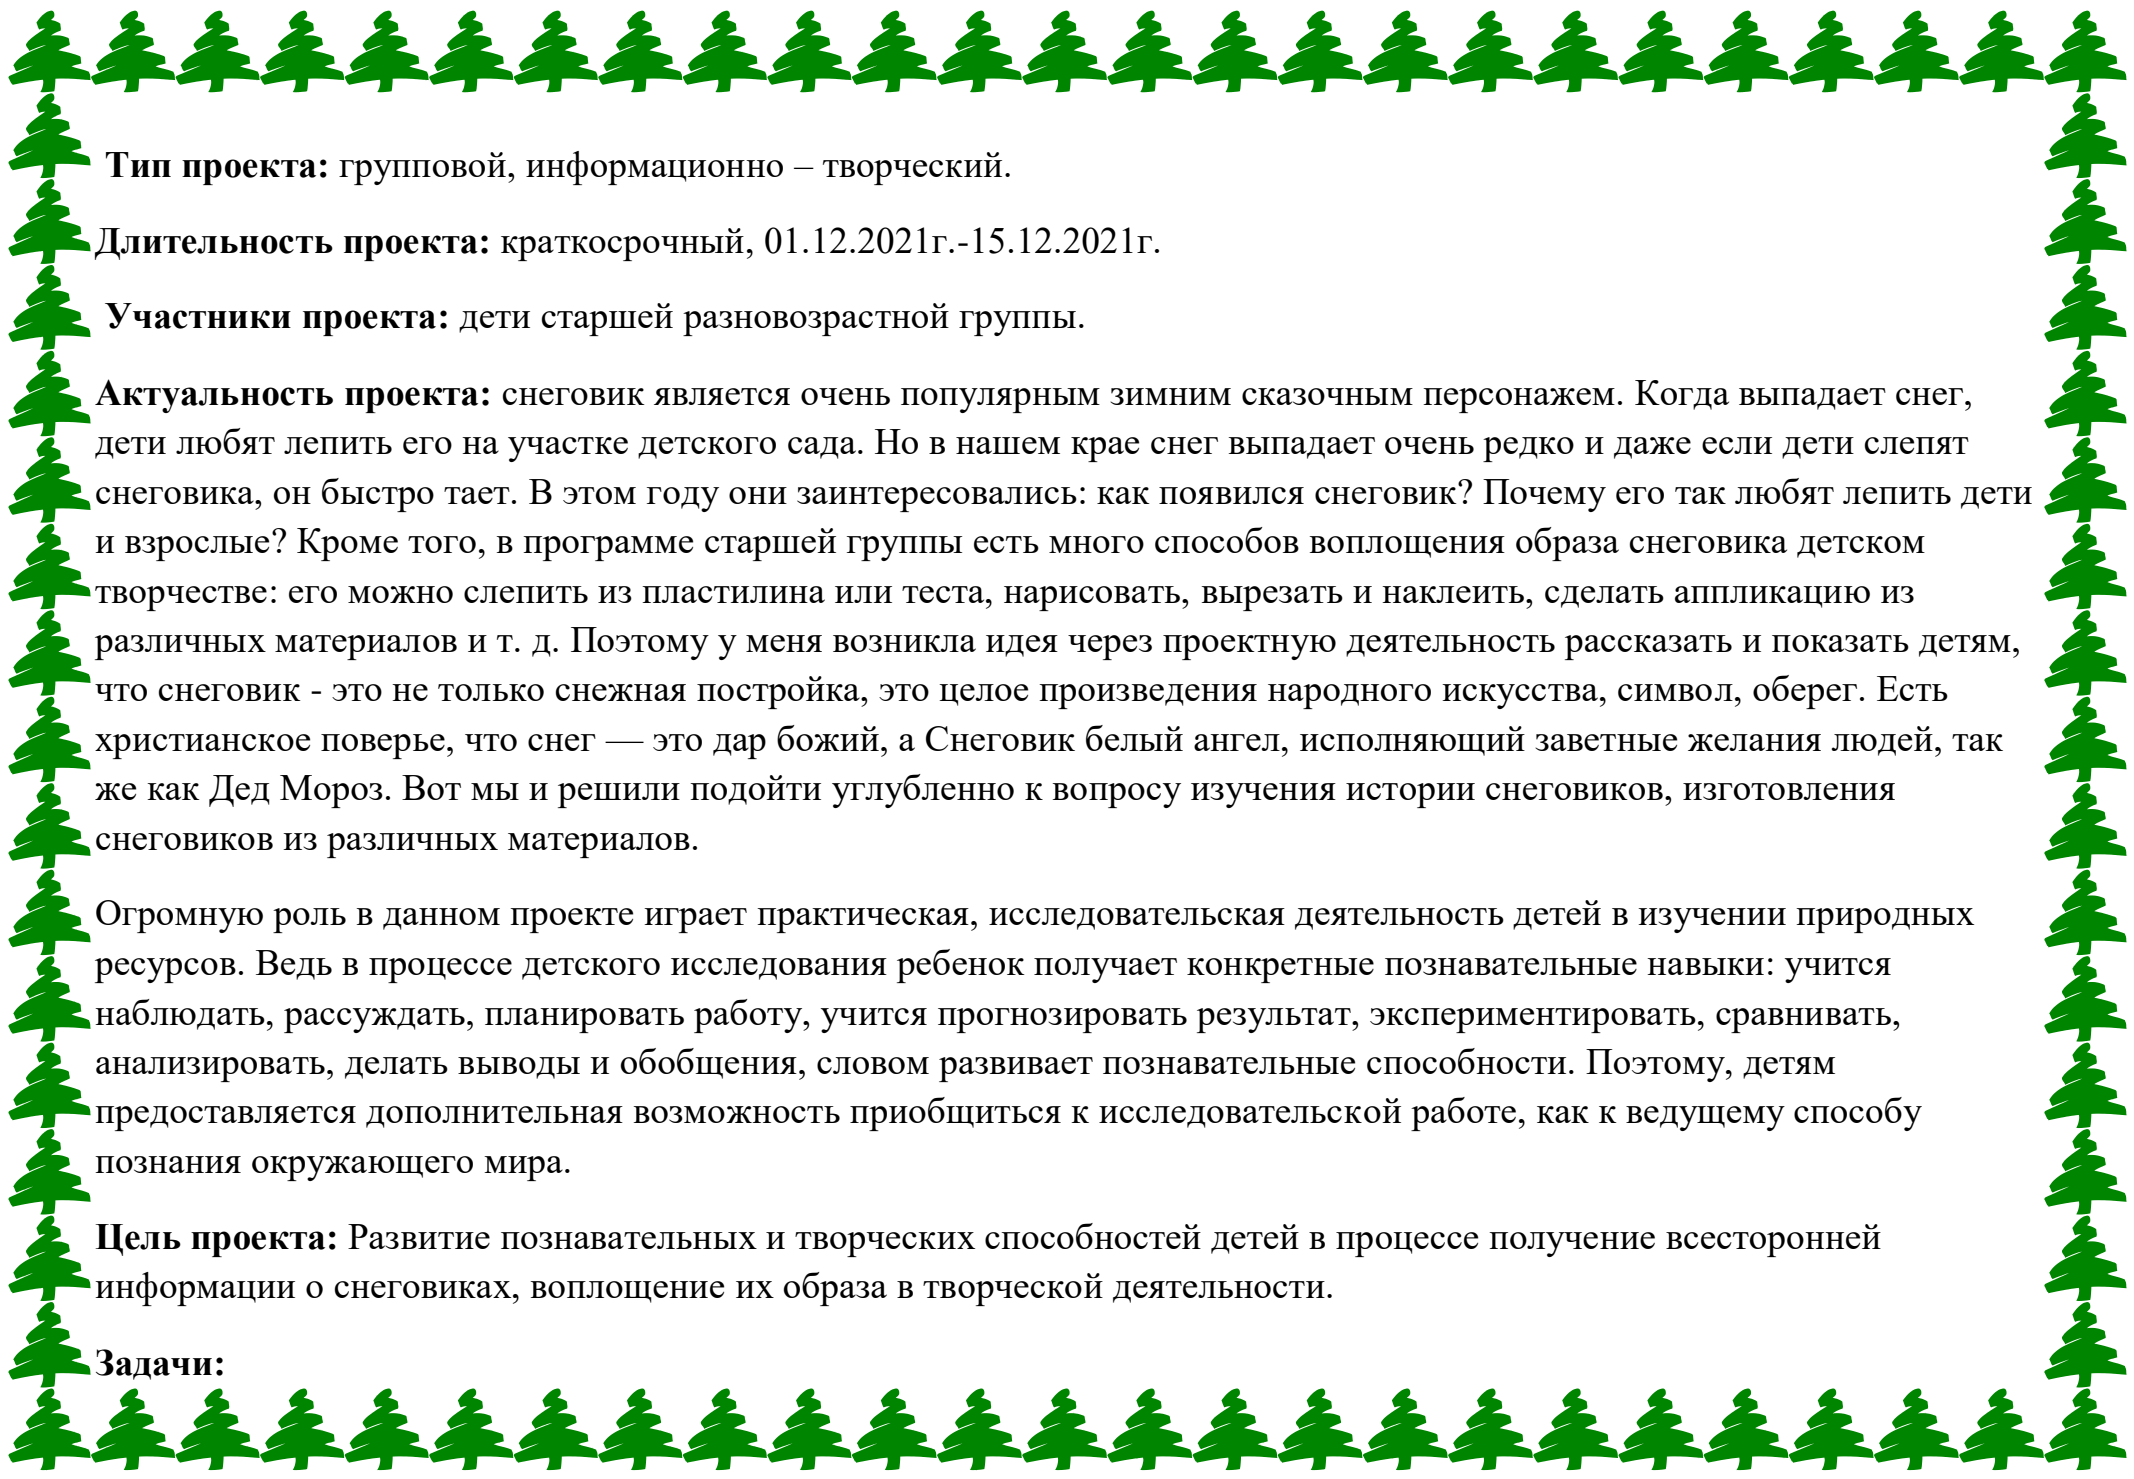 Тип проекта: групповой, информационно – творческий.
Длительность проекта: краткосрочный, 01.12.2021г.-15.12.2021г.
Участники проекта: дети старшей разновозрастной группы.
Актуальность проекта: снеговик является очень популярным зимним сказочным персонажем. Когда выпадает снег,
дети любят лепить его на участке детского сада. Но в нашем крае снег выпадает очень редко и даже если дети слепят
снеговика, он быстро тает. В этом году они заинтересовались: как появился снеговик? Почему его так любят лепить дети
и взрослые? Кроме того, в программе старшей группы есть много способов воплощения образа снеговика детском
творчестве: его можно слепить из пластилина или теста, нарисовать, вырезать и наклеить, сделать аппликацию из
различных материалов и т. д. Поэтому у меня возникла идея через проектную деятельность рассказать и показать детям,
что снеговик - это не только снежная постройка, это целое произведения народного искусства, символ, оберег. Есть
христианское поверье, что снег — это дар божий, а Снеговик белый ангел, исполняющий заветные желания людей, так
же как Дед Мороз. Вот мы и решили подойти углубленно к вопросу изучения истории снеговиков, изготовления
снеговиков из различных материалов.
Огромную роль в данном проекте играет практическая, исследовательская деятельность детей в изучении природных
ресурсов. Ведь в процессе детского исследования ребенок получает конкретные познавательные навыки: учится
наблюдать, рассуждать, планировать работу, учится прогнозировать результат, экспериментировать, сравнивать,
анализировать, делать выводы и обобщения, словом развивает познавательные способности. Поэтому, детям
предоставляется дополнительная возможность приобщиться к исследовательской работе, как к ведущему способу
познания окружающего мира.
Цель проекта: Развитие познавательных и творческих способностей детей в процессе получение всесторонней
информации о снеговиках, воплощение их образа в творческой деятельности.
Задачи: